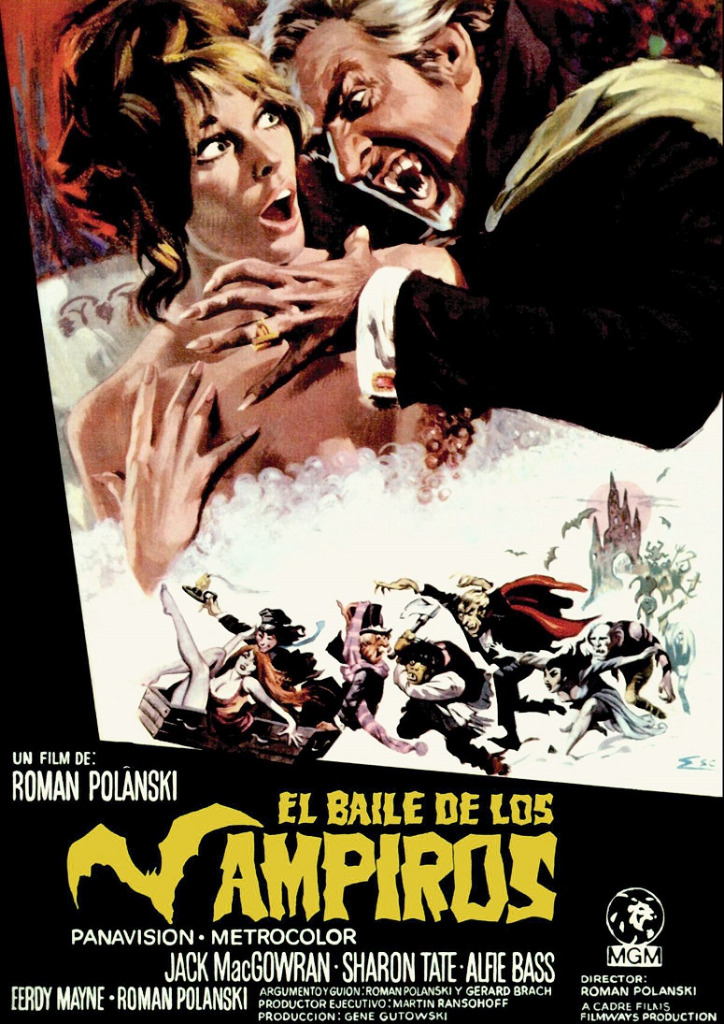 Esc
UN FILM DE:
ROMAN POLÂNSKI
EL BAILE DE LOS
VAMPIROS
PANAVISION · METROCOLOR
JACK MacGOWRAN · SHARON TATE · ALFIE BASS
FERDY MAYNE · ROMAN POLANSKI
ARGUMENTO Y GUION: ROMAN POLANSKI Y GERARD BRACH
PRODUCTOR EJECUTIVO: MARTIN RANSOHOFF
PRODUCCION: GENE GUTOWSKI
MGM
DIRECTOR:
ROMAN POLANSKI
A CADRE FILMS
FILMWAYS PRODUCTION